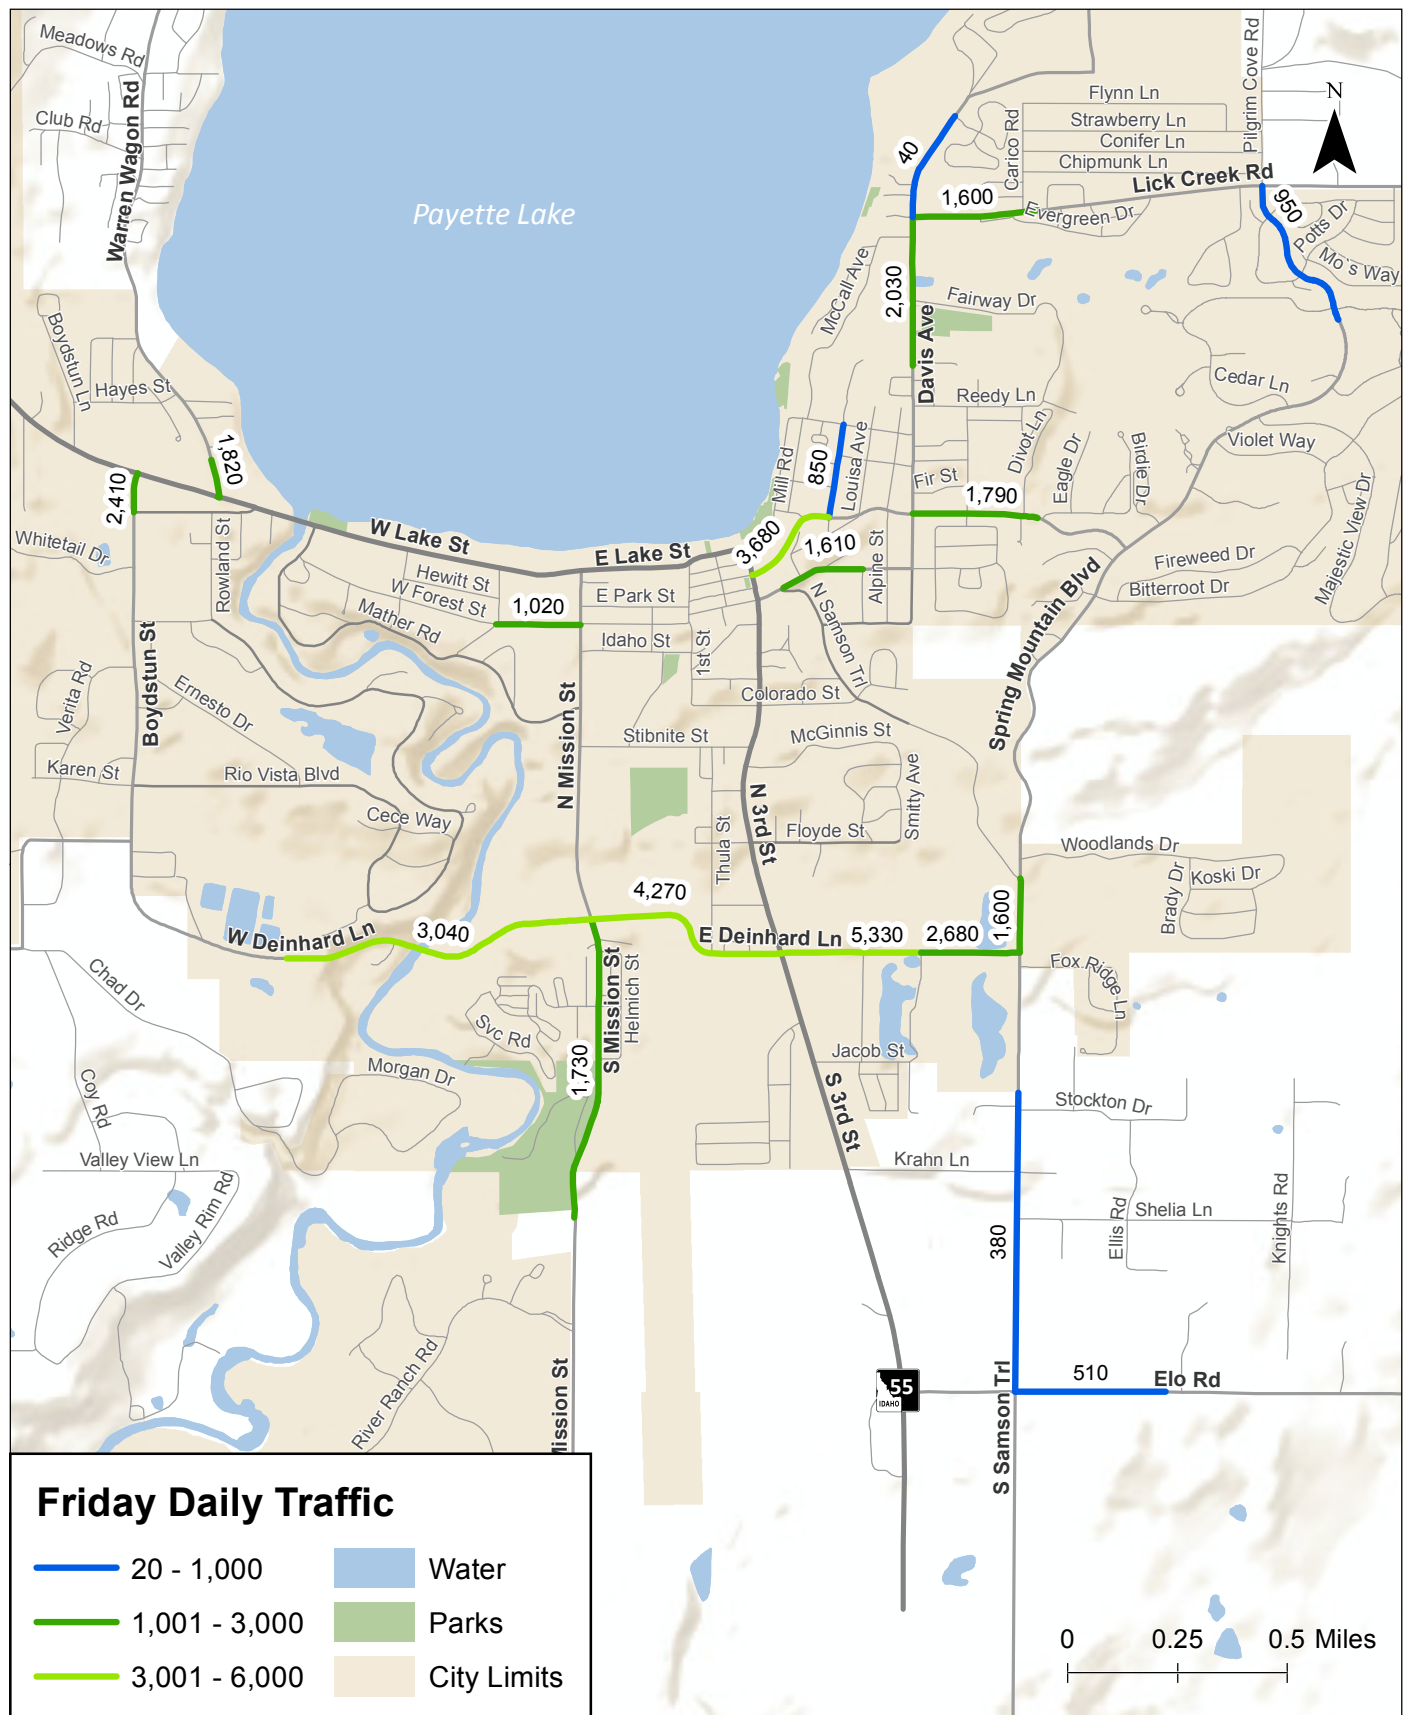 Meadows Rd
Club Rd
Warren Wagon Rd
Payette Lake
Flynn Ln
Strawberry Ln
Conifer Ln
Chipmunk Ln
Carico Rd
Pilgrim Cove Rd
N
Lick Creek Rd
40
1,600
Evergreen Dr
950
Potts Dr
Mo`s Way
McCall Ave
2,030
Fairway Dr
Davis Ave
Boydstun Ln
Hayes St
Reedy Ln
Cedar Ln
1,820
2,410
Mill Rd
850
Louisa Ave
Fir St
Divot Ln
Eagle Dr
Birdie Dr
Violet Way
Majestic View Dr
1,790
Whitetail Dr
Rowland St
W Lake St
E Lake St
3,680
1,610
Alpine St
Fireweed Dr
Bitterroot Dr
Hewitt St
W Forest St
Mather Rd
1,020
E Park St
Idaho St
1st St
N Samson Trl
Colorado St
Spring Mountain Blvd
Verita Rd
Boydstun St
Ernesto Dr
N Mission St
Stibnite St
McGinnis St
Karen St
Rio Vista Blvd
Cece Way
N 3rd St
Smitty Ave
Thula St
Floyde St
Woodlands Dr
Koski Dr
Brady Dr
4,270
W Deinhard Ln
3,040
E Deinhard Ln
5,330
2,680
1,600
Chad Dr
S Mission St
Helmich St
Fox Ridge Ln
Svc Rd
1,730
Jacob St
Morgan Dr
Coy Rd
S 3rd St
Stockton Dr
Valley View Ln
Krahn Ln
Ridge Rd
Valley Rim Rd
380
Ellis Rd
Shelia Ln
Knights Rd
River Ranch Rd
Mission St
55
IDAHO
S Samson Trl
510
Elo Rd
Friday Daily Traffic
20 - 1,000
Water
1,001 - 3,000
Parks
3,001 - 6,000
City Limits
0 0.25 0.5 Miles